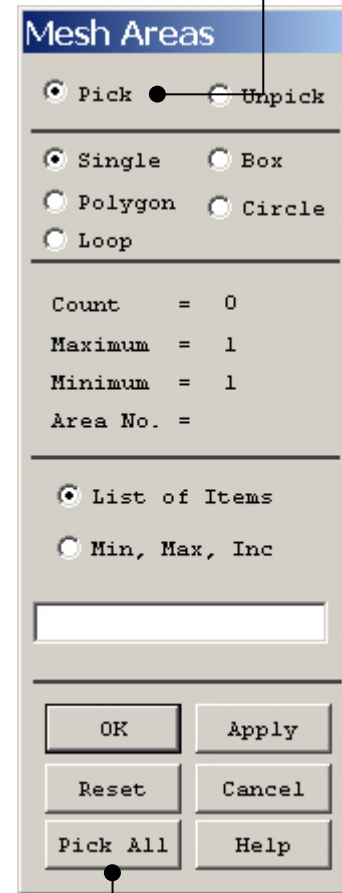 Mesh Areas
Pick Unpick
Single Box
Polygon Circle
Loop
Count = 0
Maximum = 1
Minimum = 1
Area No. =
List of Items
Min, Max, Inc
OK Apply
Reset Cancel
Pick All Help